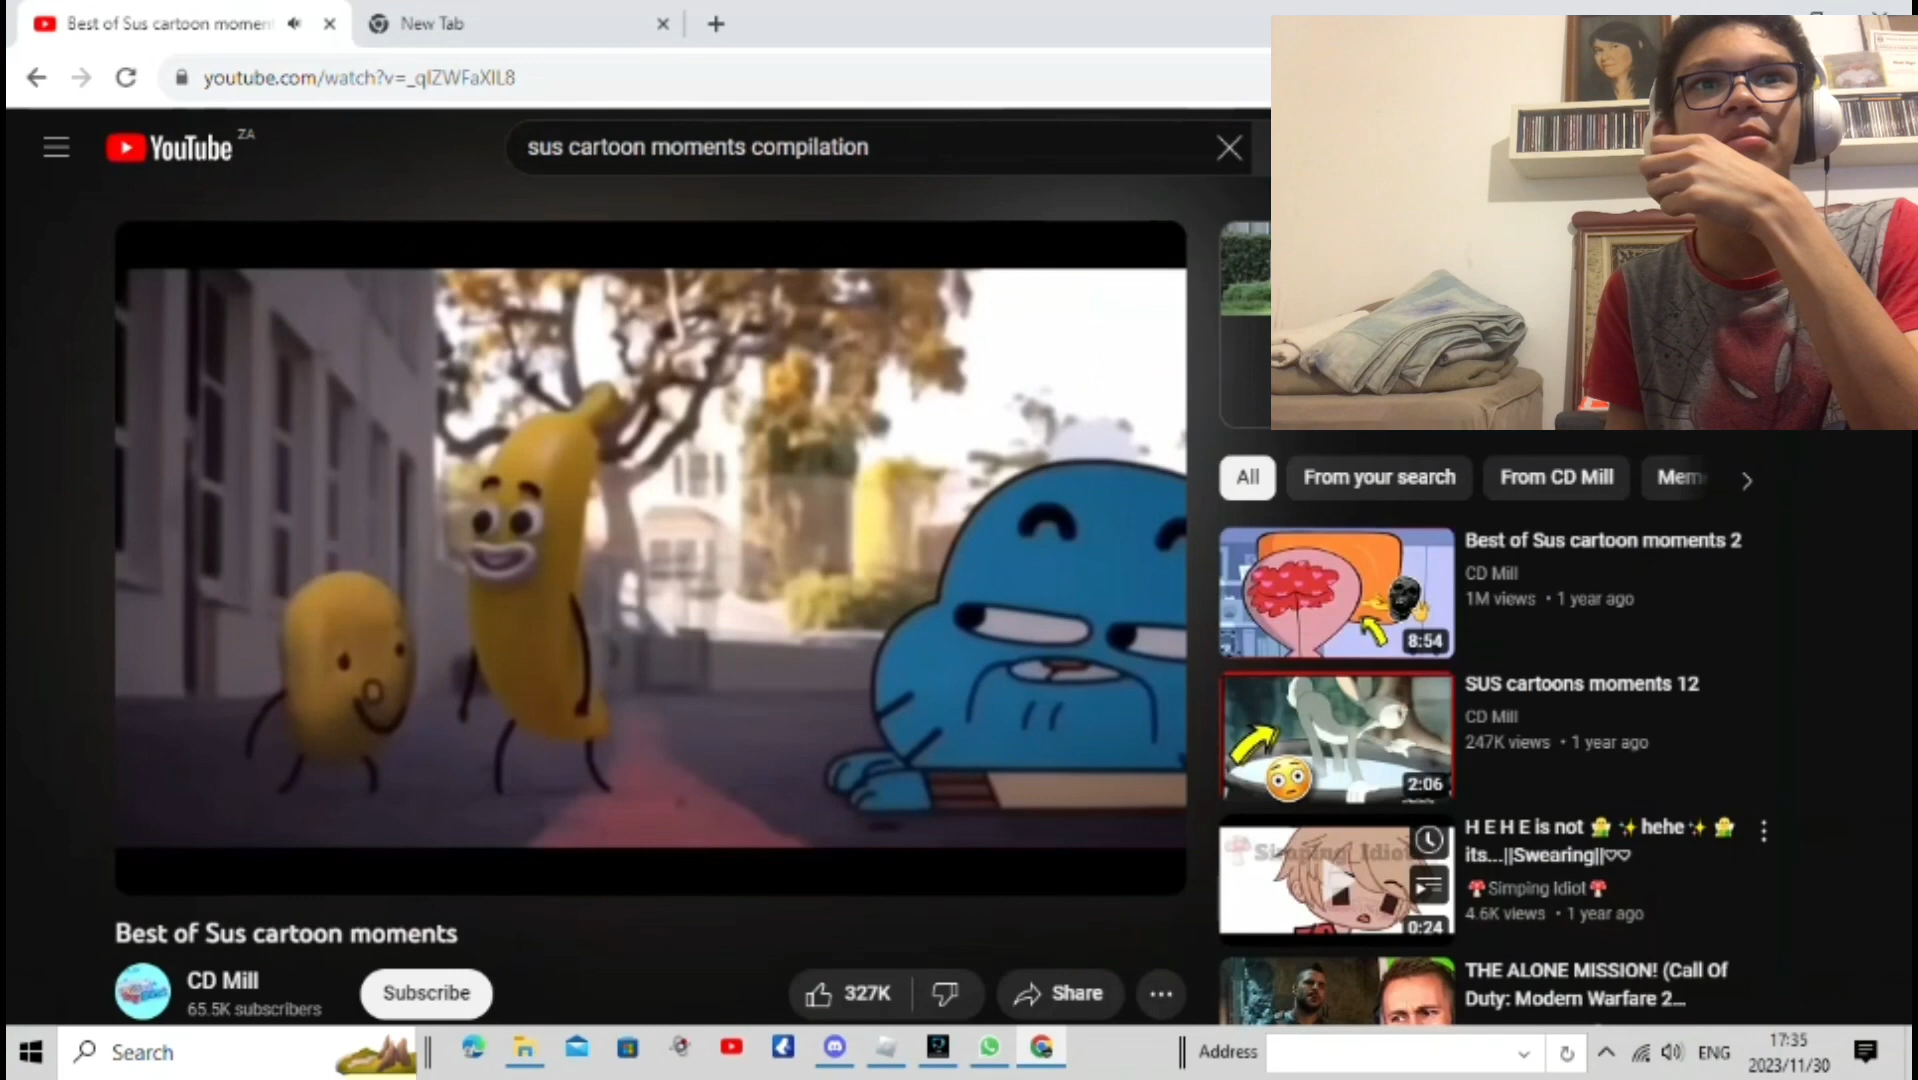 Best of Sus cartoon momen
New Tab
youtube.com/watch?v=_qlZWFaXlL8
YouTube ZA
sus cartoon moments compilation
All
From your search
From CD Mill
Mem
Best of Sus cartoon moments 2
CD Mill
1M views • 1 year ago
8:54
SUS cartoons moments 12
CD Mill
247K views • 1 year ago
2:06
H E H E is not ✨hehe✨
its...||Swearing||♡♡
🍄Simping Idiot🍄
4.6K views • 1 year ago
Simping Idiot
0:24
THE ALONE MISSION! (Call Of
Duty: Modern Warfare 2...
Best of Sus cartoon moments
CD Mill
65.5K subscribers
Subscribe
327K
Share
Search
Address
ENG
17:35
2023/11/30